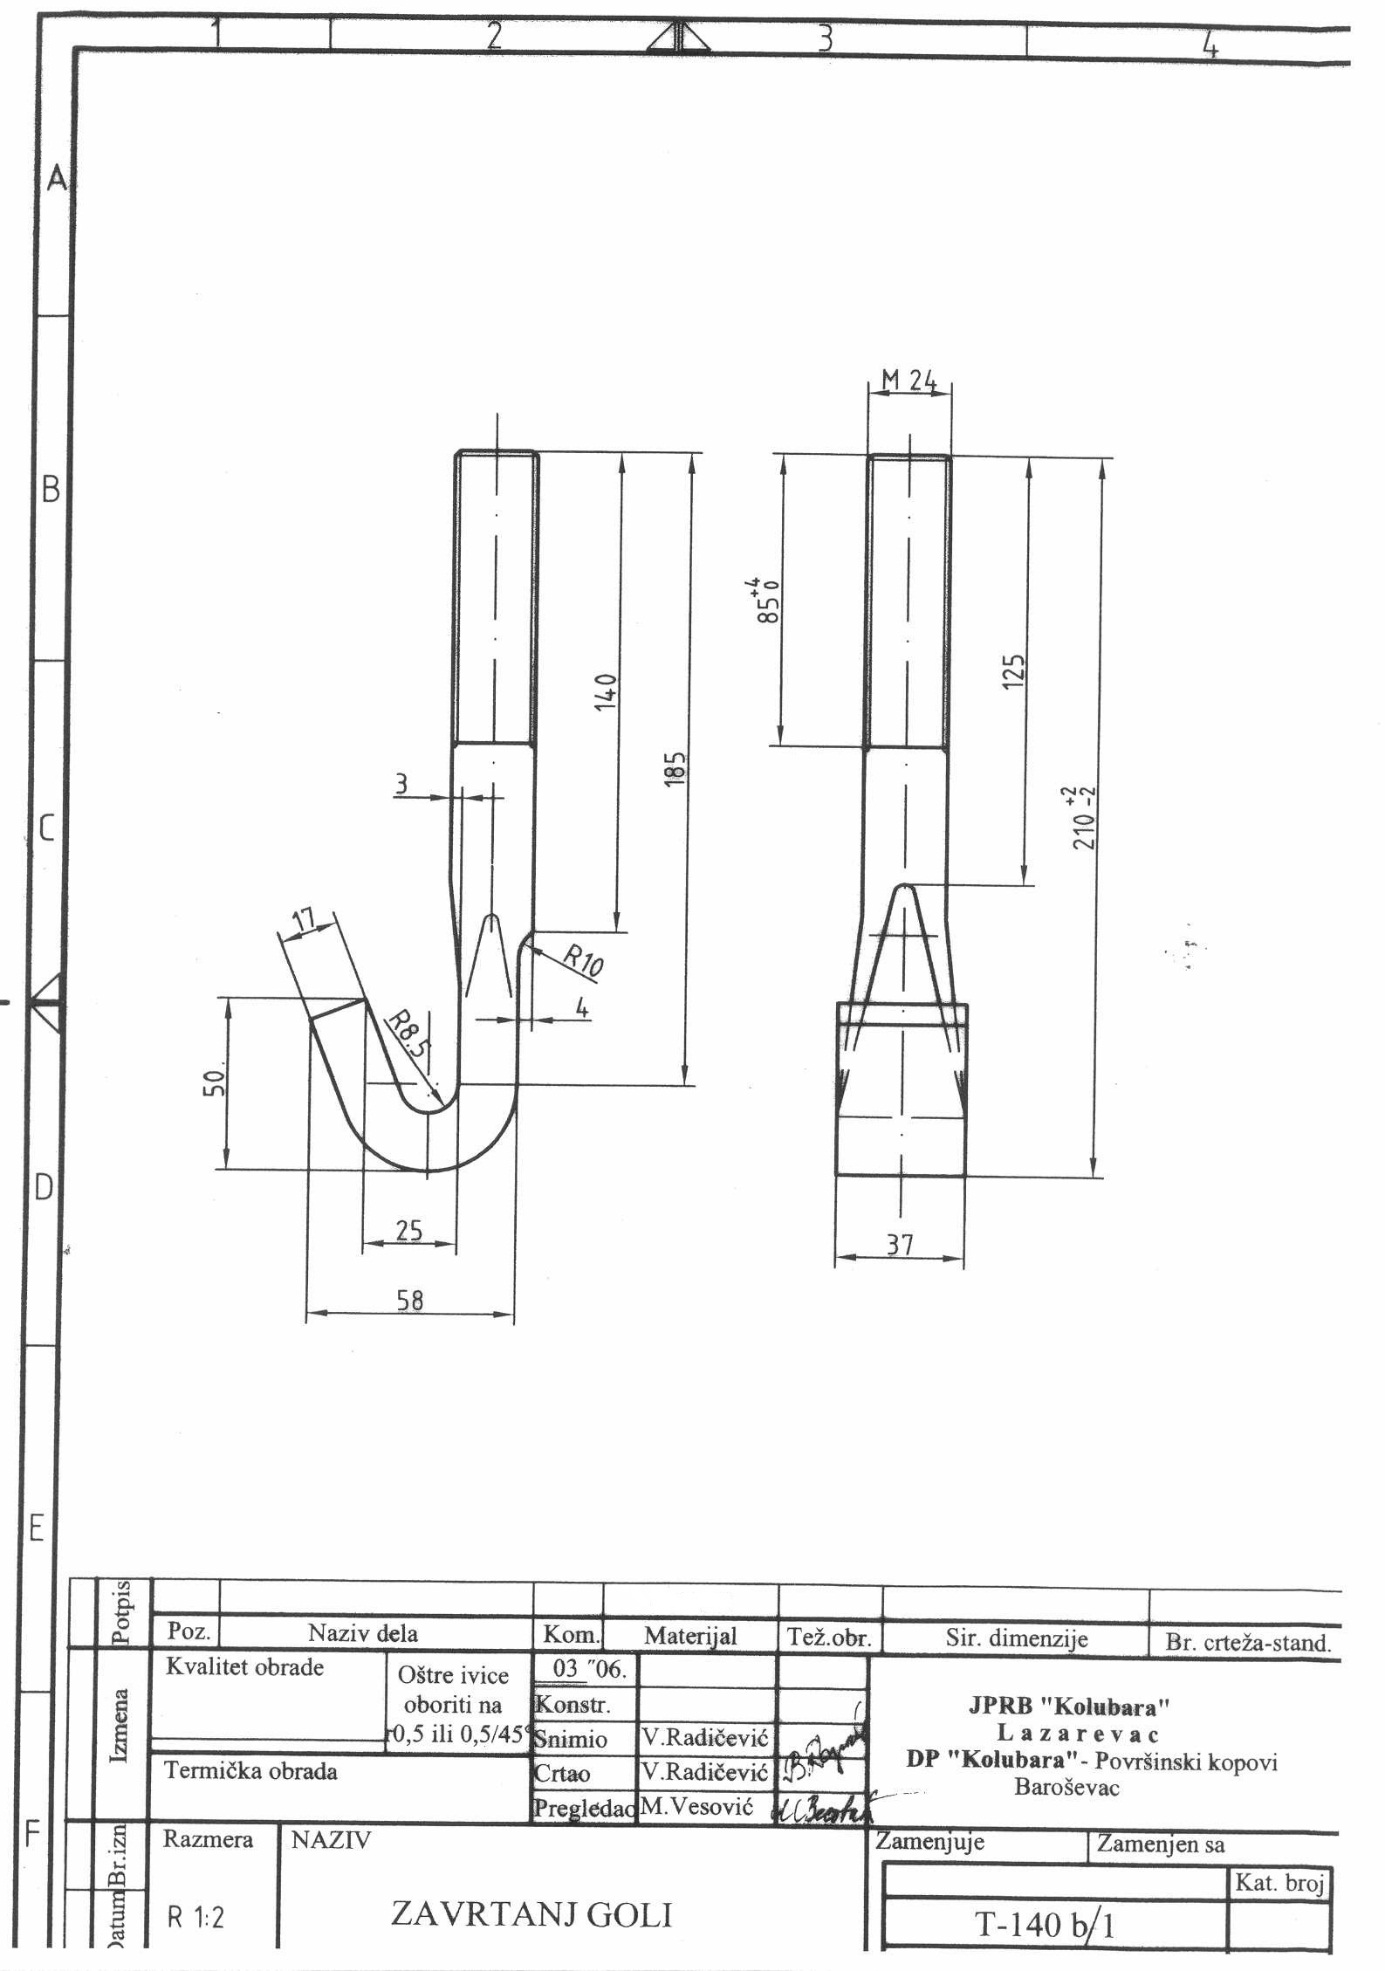 1
2
3
4
A
B
C
D
E
F
M 24
85 +4 0
125
140
185
210 +2 -2
3
17
R10
4
R8.5
50
25
58
37
Potpis
Izmena
Br.izn
Datum
Poz.
Naziv dela
Kom.
Materijal
Tež.obr.
Sir. dimenzije
Br. crteža-stand.
Kvalitet obrade
Oštre ivice
oboriti na
r0,5 ili 0,5/45°
Termička obrada
03 "06.
Konstr.
Snimio V.Radičević
Crtao V.Radičević
Pregledao M.Vesović
JPRB "Kolubara"
Lazarevac
DP "Kolubara"- Površinski kopovi
Baroševac
Razmera
R 1:2
NAZIV
ZAVRTANJ GOLI
Zamenjuje
Zamenjen sa
Kat. broj
T-140 b/1